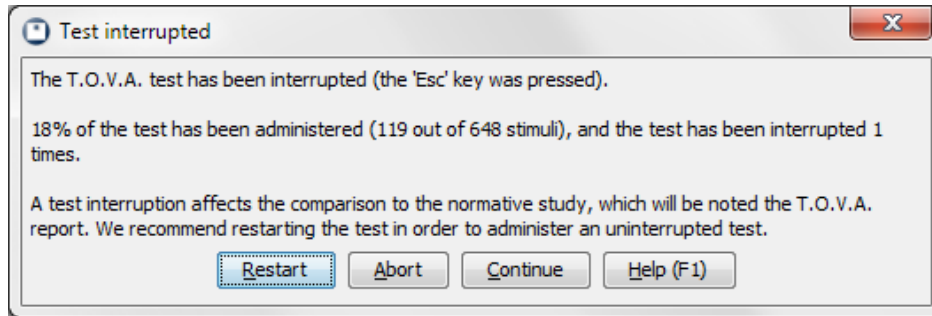 Test interrupted
The T.O.V.A. test has been interrupted (the 'Esc' key was pressed).
18% of the test has been administered (119 out of 648 stimuli), and the test has been interrupted 1
times.
A test interruption affects the comparison to the normative study, which will be noted the T.O.V.A.
report. We recommend restarting the test in order to administer an uninterrupted test.
Restart Abort Continue Help (F1)